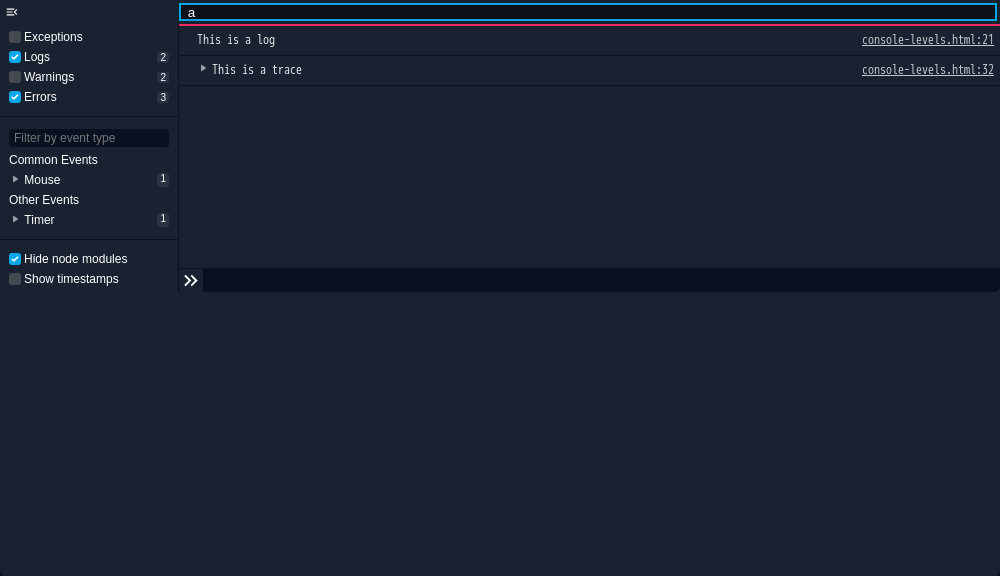 a
Exceptions
Logs 2
Warnings 2
Errors 3
Filter by event type
Common Events
Mouse 1
Other Events
Timer 1
Hide node modules
Show timestamps
This is a log console-levels.html:21
This is a trace console-levels.html:32